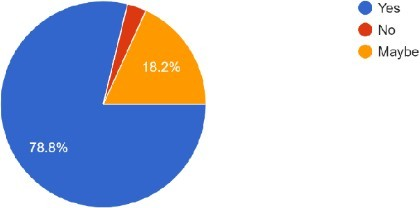 Yes
No
Maybe
18.2%
78.8%